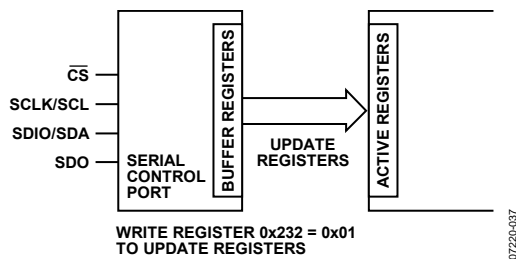 CS
SCLK/SCL
SDIO/SDA
SDO
SERIAL
CONTROL
PORT
BUFFER REGISTERS
UPDATE
REGISTERS
ACTIVE REGISTERS
WRITE REGISTER 0x232 = 0x01
TO UPDATE REGISTERS
07220-037